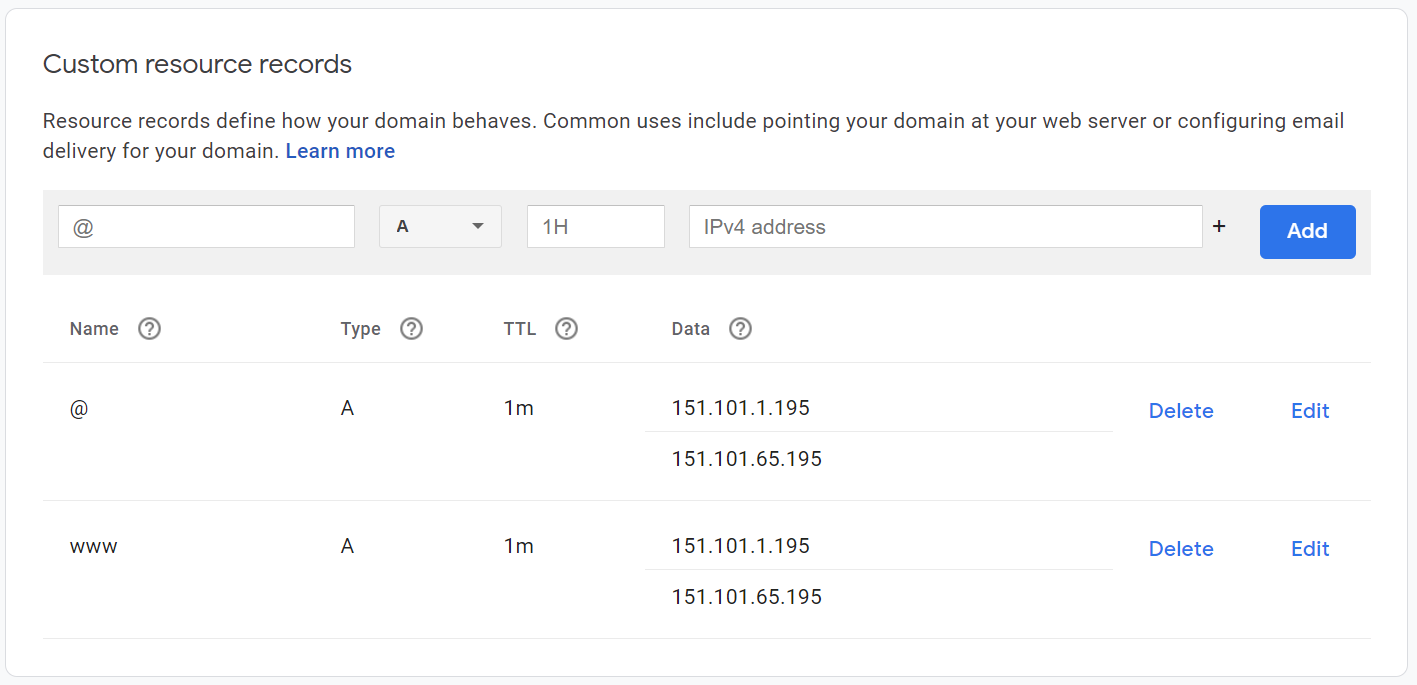 Custom resource records
Resource records define how your domain behaves. Common uses include pointing your domain at your web server or configuring email
delivery for your domain. Learn more
@ A 1H IPv4 address + Add
Name ? Type ? TTL ? Data ?
@ A 1m 151.101.1.195 Delete Edit
151.101.65.195
www A 1m 151.101.1.195 Delete Edit
151.101.65.195